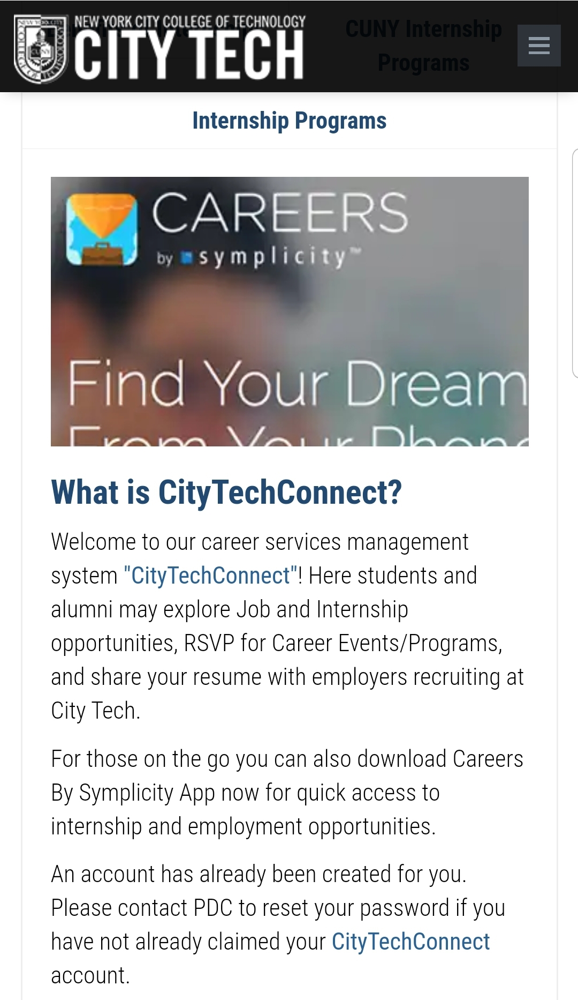 NEW YORK CITY COLLEGE OF TECHNOLOGY
CITY TECH
CUNY Internship
Programs
Internship Programs
CAREERS
by symplicity™
Find Your Dream
From Your Phone
What is CityTechConnect?
Welcome to our career services management
system "CityTechConnect"! Here students and
alumni may explore Job and Internship
opportunities, RSVP for Career Events/Programs,
and share your resume with employers recruiting at
City Tech.
For those on the go you can also download Careers
By Symplicity App now for quick access to
internship and employment opportunities.
An account has already been created for you.
Please contact PDC to reset your password if you
have not already claimed your CityTechConnect
account.